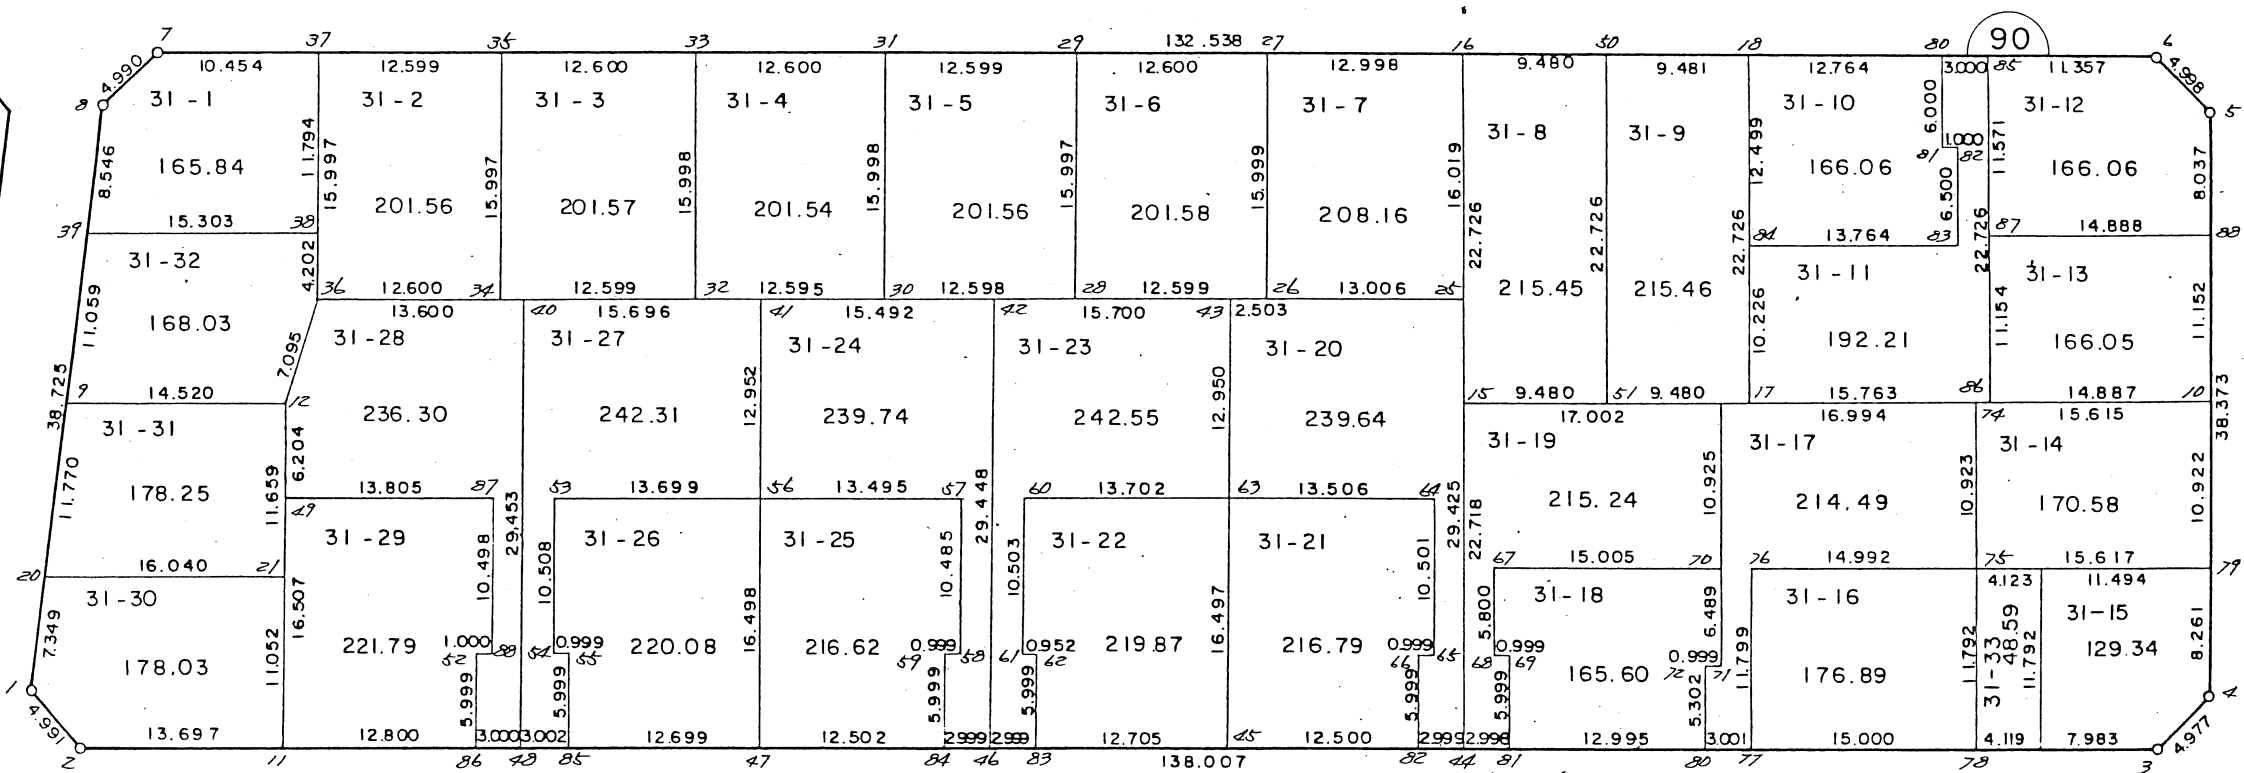 90
7 37 35 33 31 29 132.538 27 16 50 18 80 6
4.990 10.454 12.599 12.600 12.600 12.599 12.600 12.998 9.480 9.481 12.764 3.000 85 11.357 4.998
8 31-1 31-2 31-3 31-4 31-5 31-6 31-7 31-10 6.000 31-12 5
31-8 31-9
8.546 11.794 15.997 15.997 15.998 15.998 15.997 15.999 16.019 12.499 1.000 11.571 8.037
81 82
165.84 166.06 6.500 166.06
201.56 201.57 201.54 201.56 201.58 208.16
39 15.303 38 22.726 22.726 22.726 84 13.764 83 22.726 87 14.888 88
31-32 4.202 31-11 31-13
36 12.600 34 12.599 32 12.595 30 12.598 28 12.599 26 13.006 25 215.45 215.46
13.600 40 15.696 41 15.492 42 15.700 43 2.503
11.059 168.03 31-28 31-27 31-24 31-23 31-20 10.226 192.21 11.154 166.05 11.152
7.095
38.725 9 14.520 12 12.952 12.950 15 9.480 51 9.480 17 15.763 86 14.887 10 38.373
236.30 242.31 239.74 242.55 239.64 17.002 16.994 74 15.615
31-31 6.204 31-19 31-17 31-14
11.770 178.25 11.659 13.805 87 53 13.699 56 13.495 57 60 13.702 63 13.506 64 215.24 10.925 214.49 10.923 170.58 10.922
49 29.453 29.448 29.425 22.718
31-29 31-26 31-25 31-22 31-21
20 16.040 21 10.498 10.508 10.485 10.503 10.501 67 15.005 70 76 14.992 75 15.617 79
4.123 11.494
31-30 16.507 16.498 16.497 5.800 31-18 6.489 31-16 31-15
7.349 11.052 221.79 1.000 0.999 220.08 216.62 0.999 0.952 219.87 216.79 0.999 0.999 0.999 11.799 11.792 31-33 48.59 11.792 129.34 8.261
178.03 52 88 54 55 59 58 61 62 66 65 68 69 165.60 72 71 176.89
1 4
4.991 5.999 5.999 5.999 5.999 5.999 5.999 5.302 4.977
13.697 12.800 3.000 3.002 12.699 12.502 2.999 2.999 12.705 45 12.500 2.999 2.998 12.995 3.001 15.000 4.119 7.983
2 11 86 48 85 47 84 46 83 138.007 82 44 81 80 77 78 3